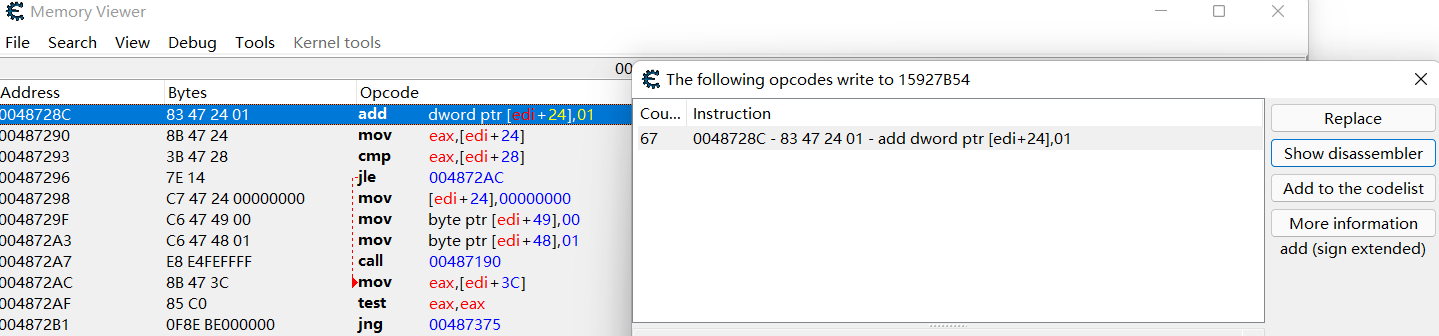 Memory Viewer
File Search View Debug Tools Kernel tools
00
Address Bytes Opcode
0048728C 83 47 24 01 add dword ptr [edi+24],01
00487290 8B 47 24 mov eax,[edi+24]
00487293 3B 47 28 cmp eax,[edi+28]
00487296 7E 14 jle 004872AC
00487298 C7 47 24 00000000 mov [edi+24],00000000
0048729F C6 47 49 00 mov byte ptr [edi+49],00
004872A3 C6 47 48 01 mov byte ptr [edi+48],01
004872A7 E8 E4FEFFFF call 00487190
004872AC 8B 47 3C mov eax,[edi+3C]
004872AF 85 C0 test eax,eax
004872B1 0F8E BE000000 jng 00487375
The following opcodes write to 15927B54
Cou... Instruction
67 0048728C - 83 47 24 01 - add dword ptr [edi+24],01
Replace
Show disassembler
Add to the codelist
More information
add (sign extended)